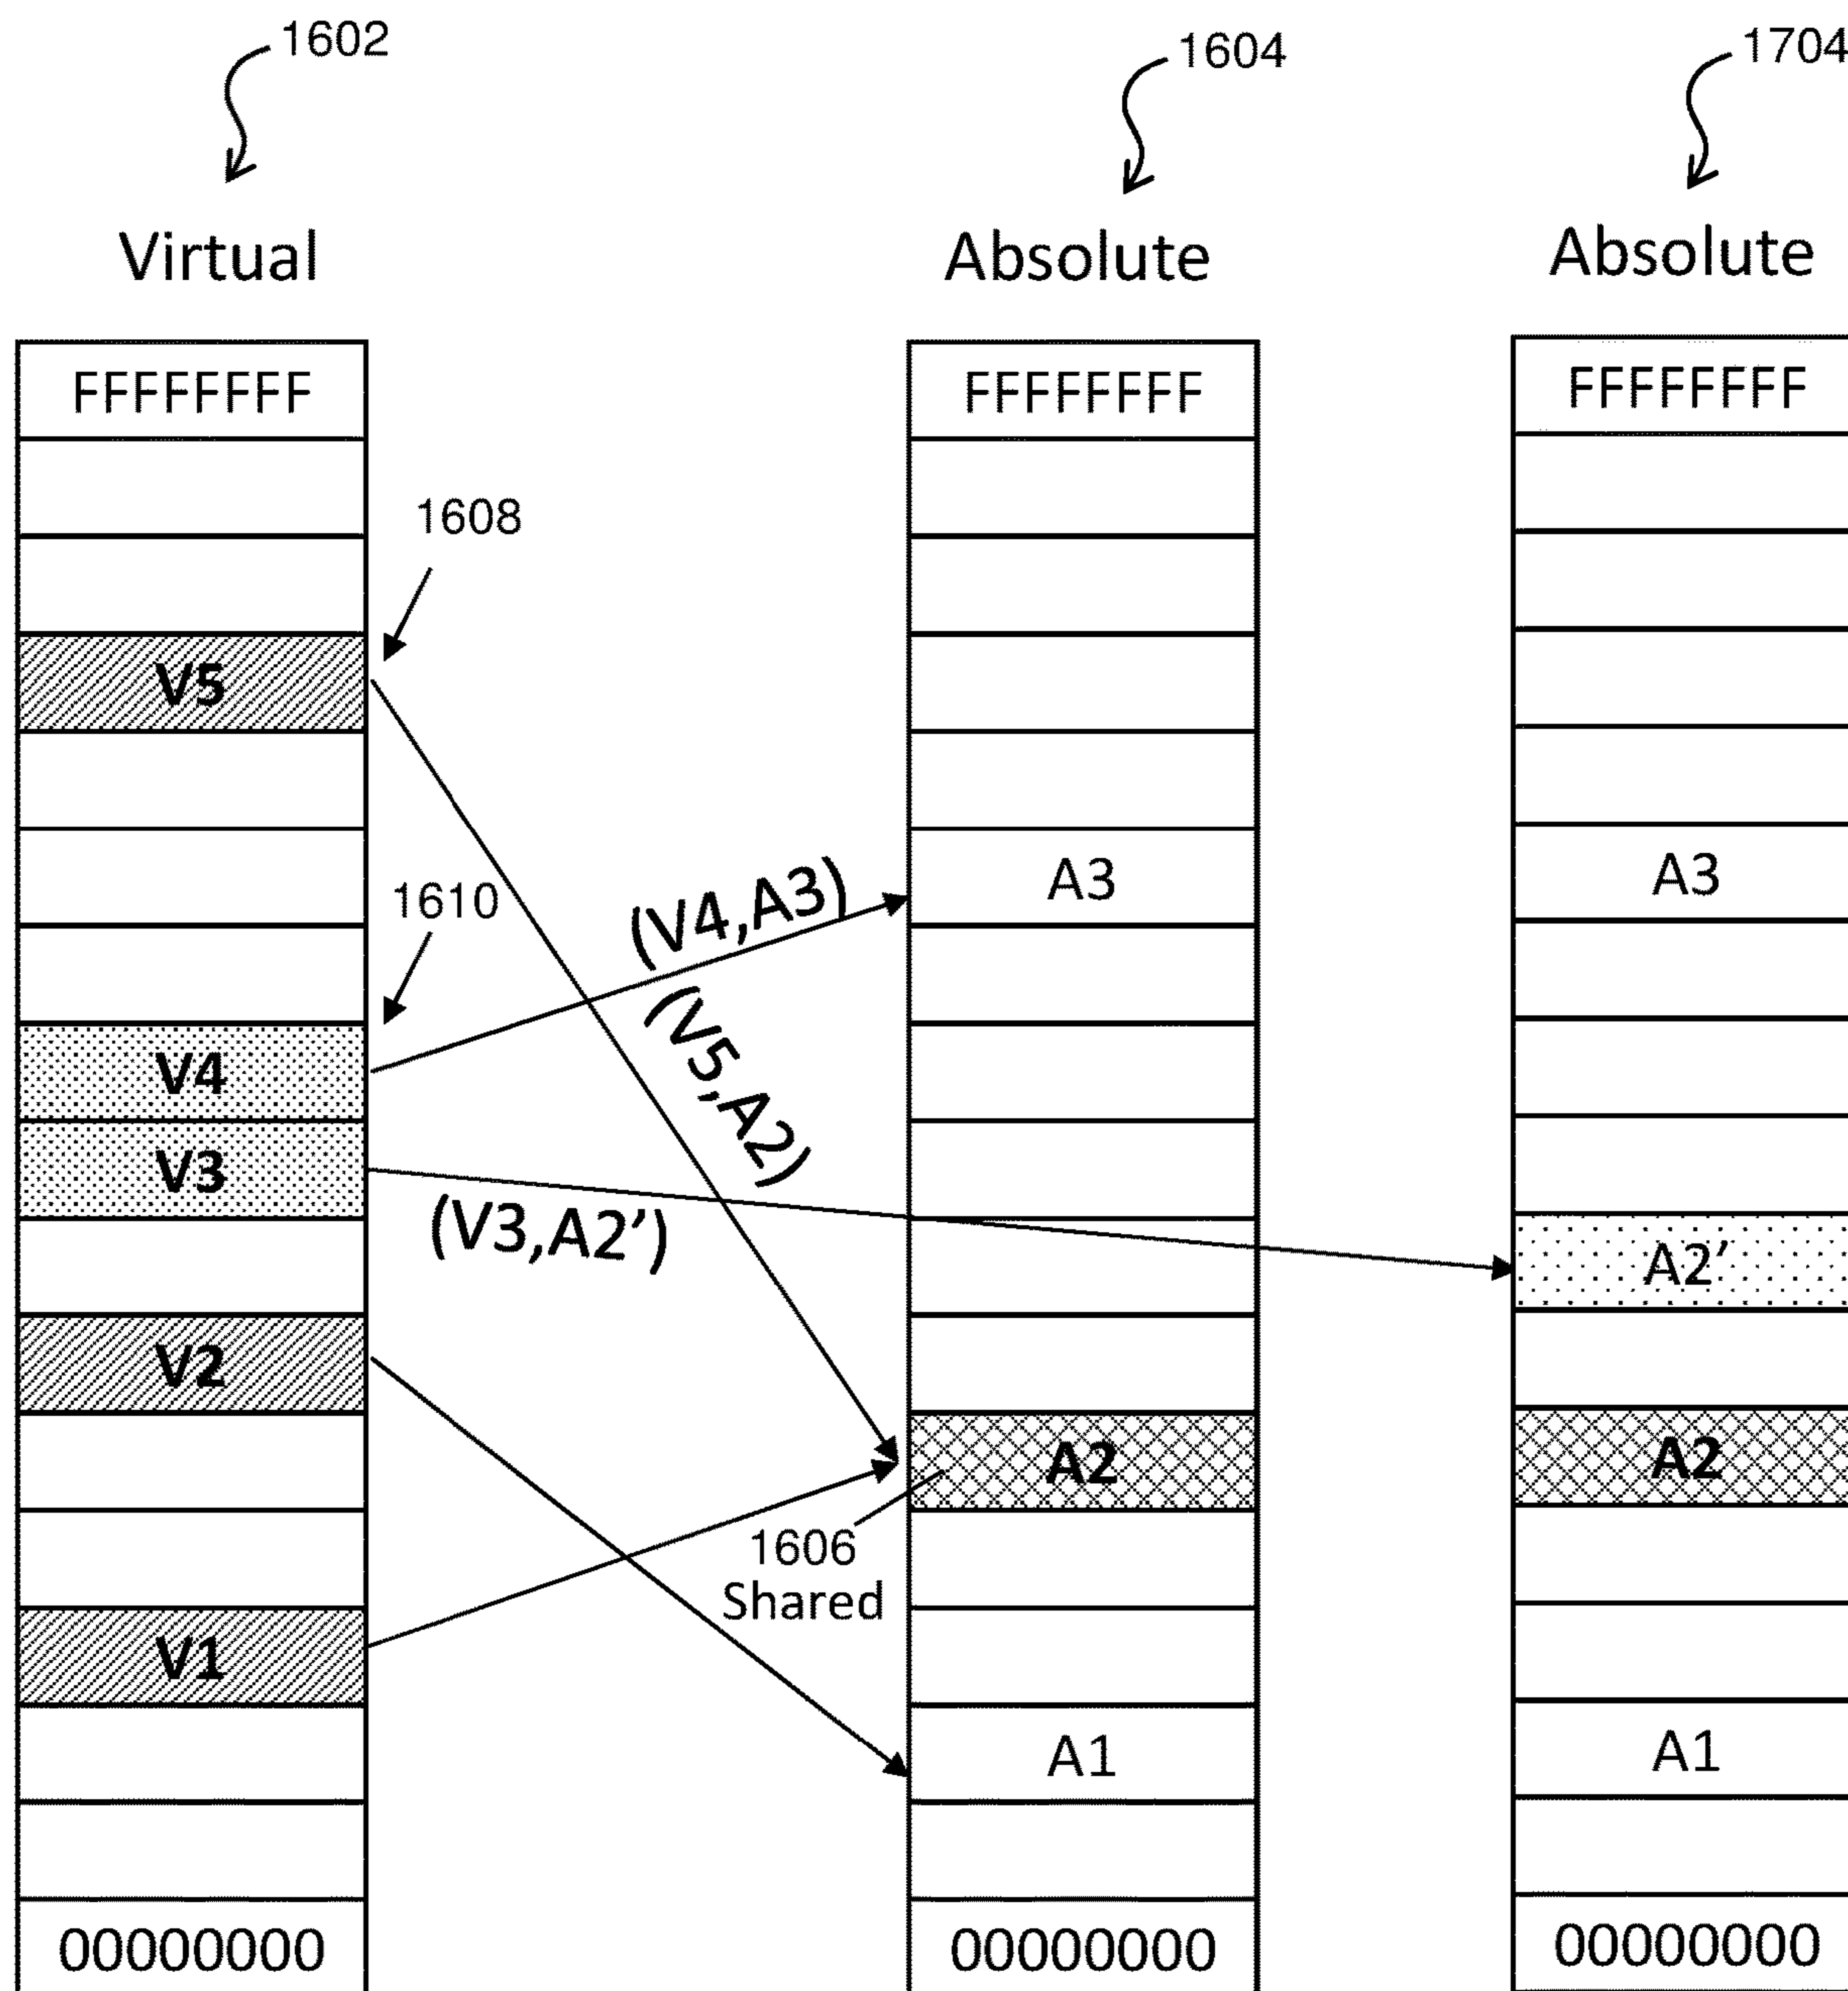 1602
1604
1704
Virtual
Absolute
Absolute
FFFFFFFF
FFFFFFFF
FFFFFFFF
1608
V5
A3
A3
1610
(V4,A3)
(V5,A2)
V4
V3
(V3,A2’)
A2’
V2
A2
A2
1606
Shared
V1
A1
A1
00000000
00000000
00000000